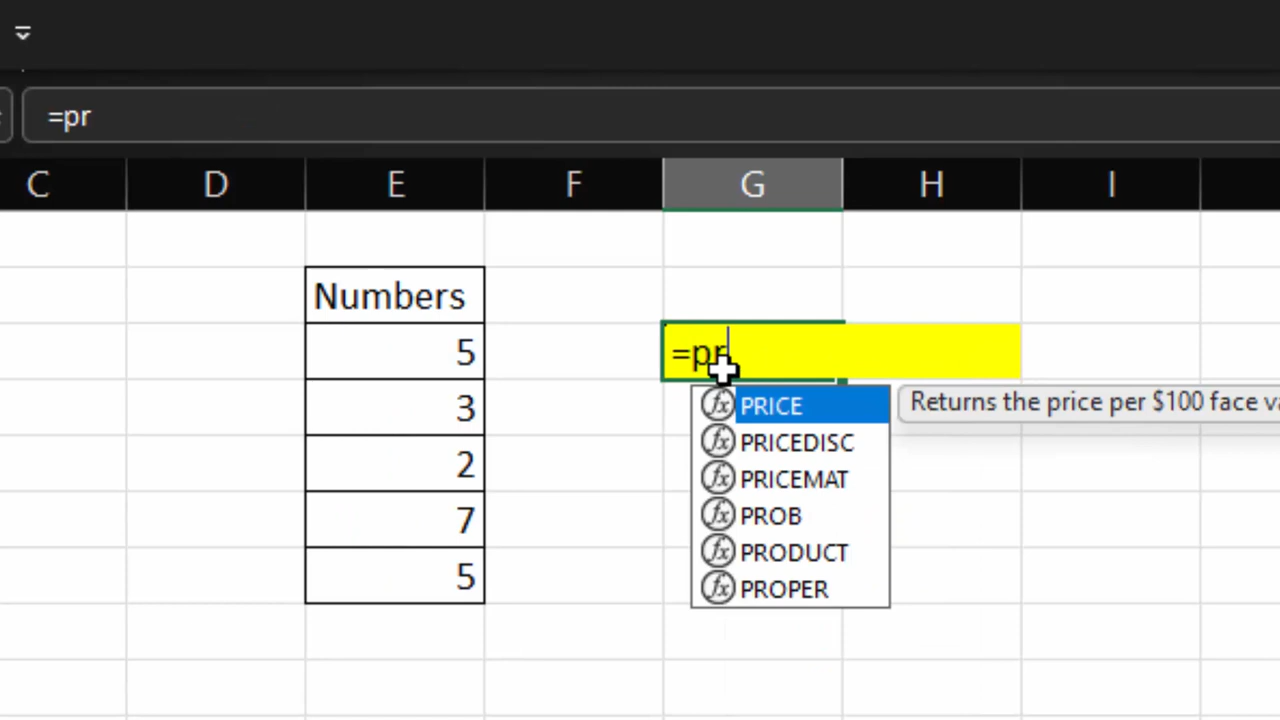 =pr
C D E F G H I
Numbers
5
=pr
3
2
7
5
PRICE
Returns the price per $100 face va
PRICEDISC
PRICEMAT
PROB
PRODUCT
PROPER